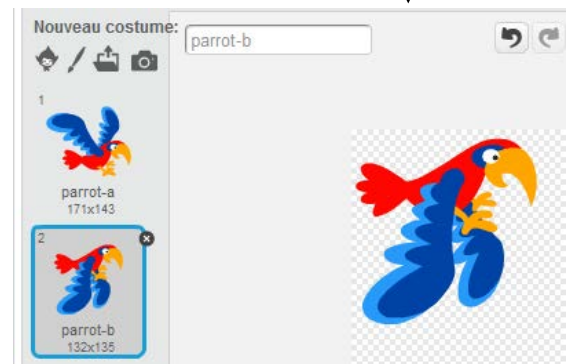 Nouveau costume:
parrot-b
1
parrot-a
171x143
2
parrot-b
132x135